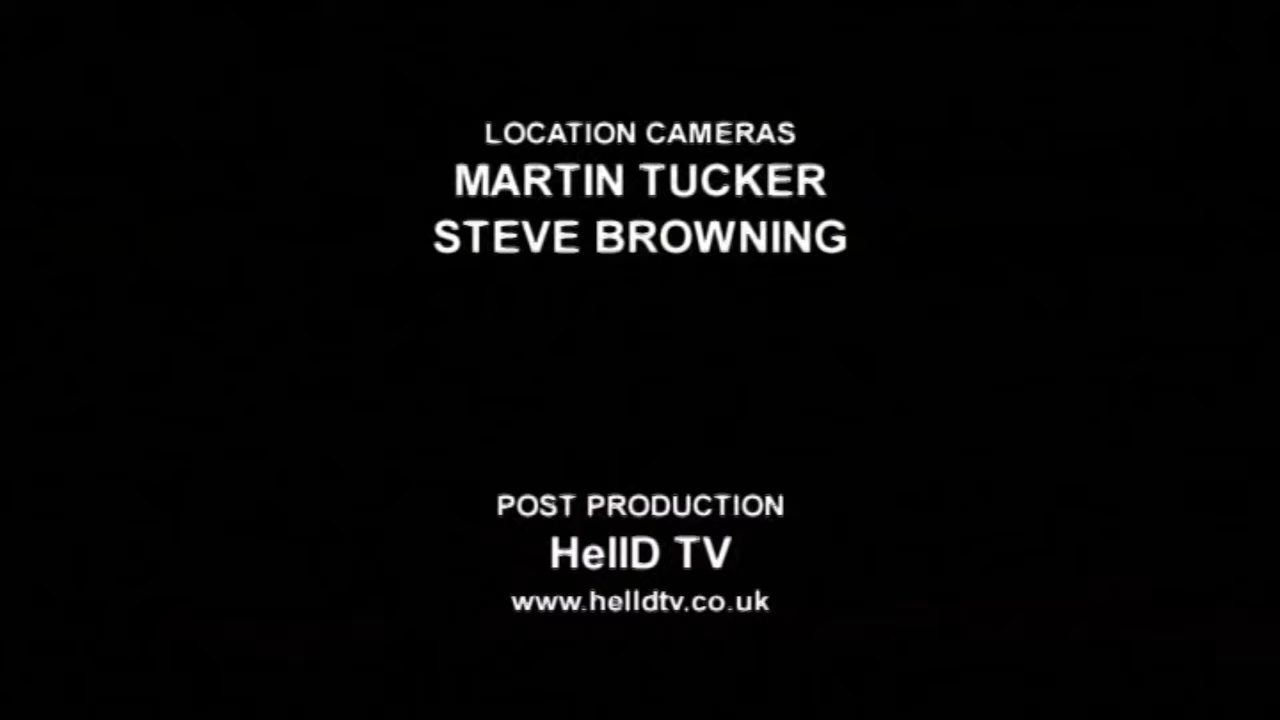 LOCATION CAMERAS
MARTIN TUCKER
STEVE BROWNING
POST PRODUCTION
HellD TV
www.helldtv.co.uk